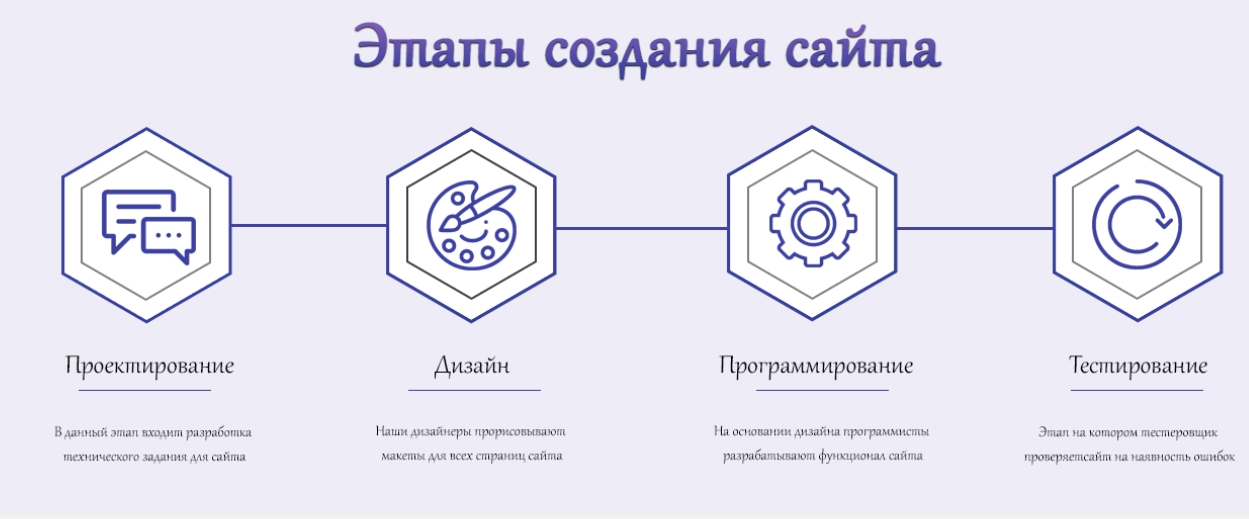 Этапы создания сайта
Проектирование
В данный этап входит разработка
технического задания для сайта
Дизайн
Наши дизайнеры прорисовывают
макеты для всех страниц сайта
Программирование
На основании дизайна программисты
разрабатывают функционал сайта
Тестирование
Этап на котором тестеровщик
проверяетсайт на наявность ошибок